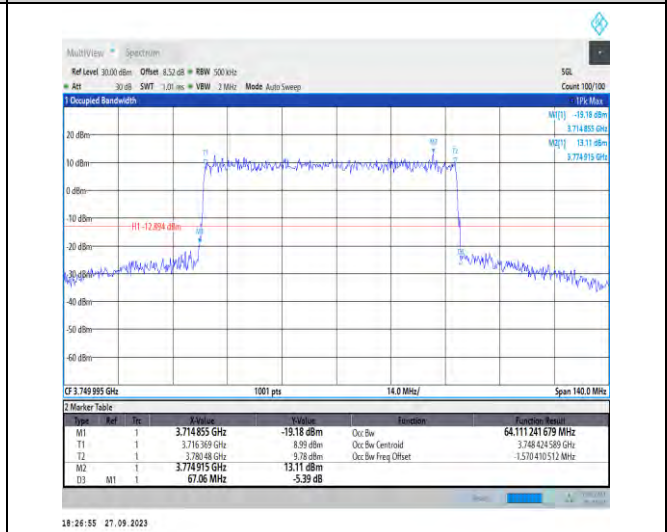 MultiView Spectrum
Ref Level 30.00 dBm Offset 8.52 dB RBW 500 kHz SGL
Att 30 dB SWT 1.01 ms VBW 2 MHz Mode Auto Sweep Count 100/100
1 Occupied Bandwidth 1Pk Max
M1[1] -19.18 dBm
3.714 855 GHz
M2[1] 13.11 dBm
3.774 915 GHz
20 dBm
M2
T1 T2
10 dBm
0 dBm
-10 dBm
H1 -12.894 dBm
M1
-20 dBm
-30 dBm
-40 dBm
-50 dBm
-60 dBm
CF 3.749 995 GHz 1001 pts 14.0 MHz/ Span 140.0 MHz
2 Marker Table
Type Ref Trc X-Value Y-Value Function Function Result
M1 1 3.714 855 GHz -19.18 dBm Occ Bw 64.111 241 679 MHz
T1 1 3.716 369 GHz 8.99 dBm Occ Bw Centroid 3.748 424 589 GHz
T2 1 3.780 48 GHz 9.78 dBm Occ Bw Freq Offset -1.570 410 512 MHz
M2 1 3.774 915 GHz 13.11 dBm
D3 M1 1 67.06 MHz -5.39 dB
18:26:55 27.09.2023